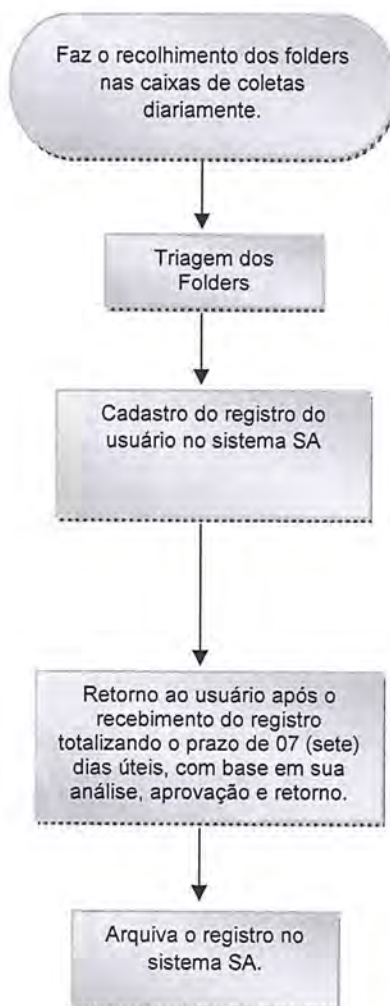 Faz o recolhimento dos folders
nas caixas de coletas
diariamente.
Triagem dos
Folders
Cadastro do registro do
usuário no sistema SA
Retorno ao usuário após o
recebimento do registro
totalizando o prazo de 07 (sete)
dias úteis, com base em sua
análise, aprovação e retorno.
Arquiva o registro no
sistema SA.